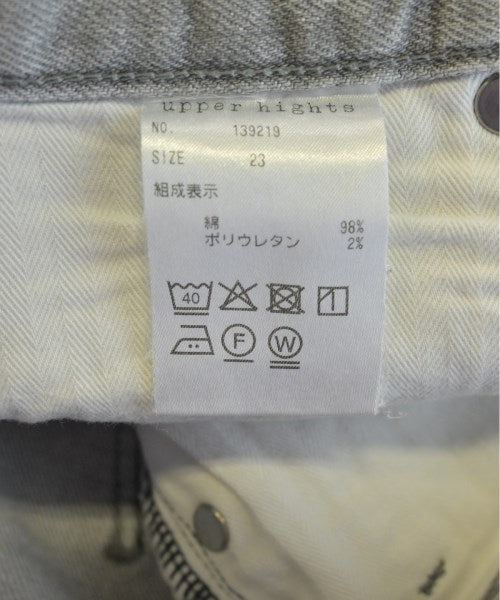 upper hights
NO. 139219
SIZE 23
組成表示
綿 98%
ポリウレタン 2%
40
F W